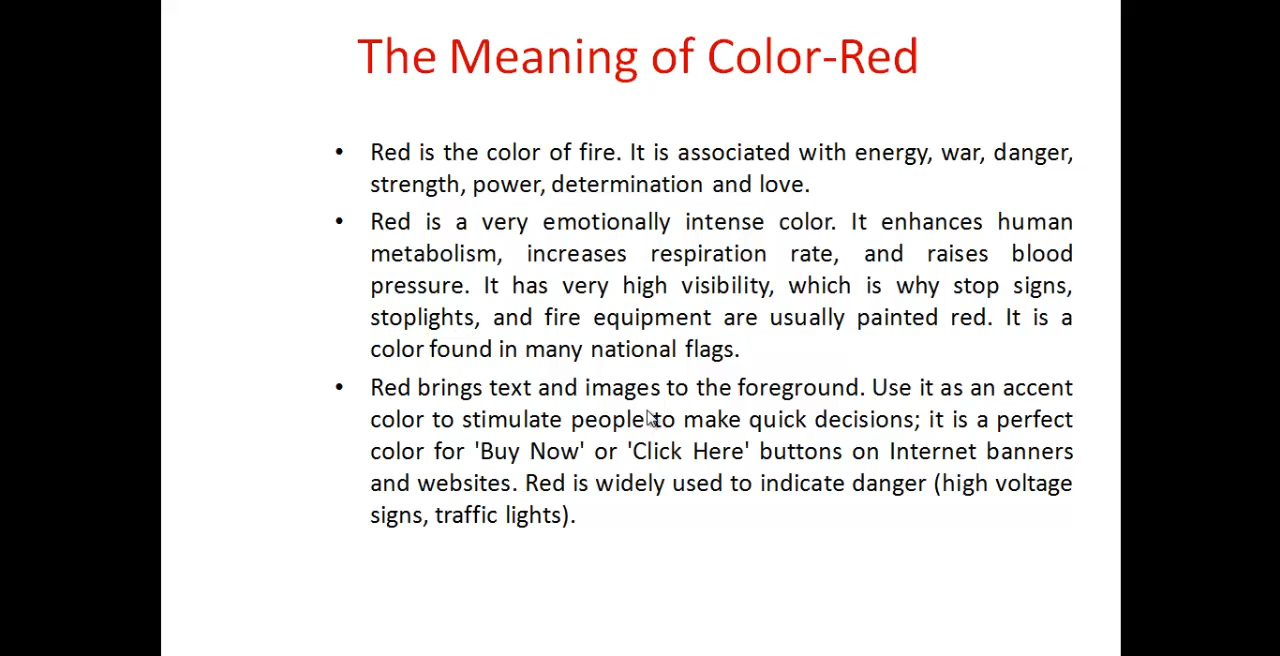 The Meaning of Color-Red
• Red is the color of fire. It is associated with energy, war, danger,
strength, power, determination and love.
• Red is a very emotionally intense color. It enhances human
metabolism, increases respiration rate, and raises blood
pressure. It has very high visibility, which is why stop signs,
stoplights, and fire equipment are usually painted red. It is a
color found in many national flags.
• Red brings text and images to the foreground. Use it as an accent
color to stimulate people to make quick decisions; it is a perfect
color for 'Buy Now' or 'Click Here' buttons on Internet banners
and websites. Red is widely used to indicate danger (high voltage
signs, traffic lights).